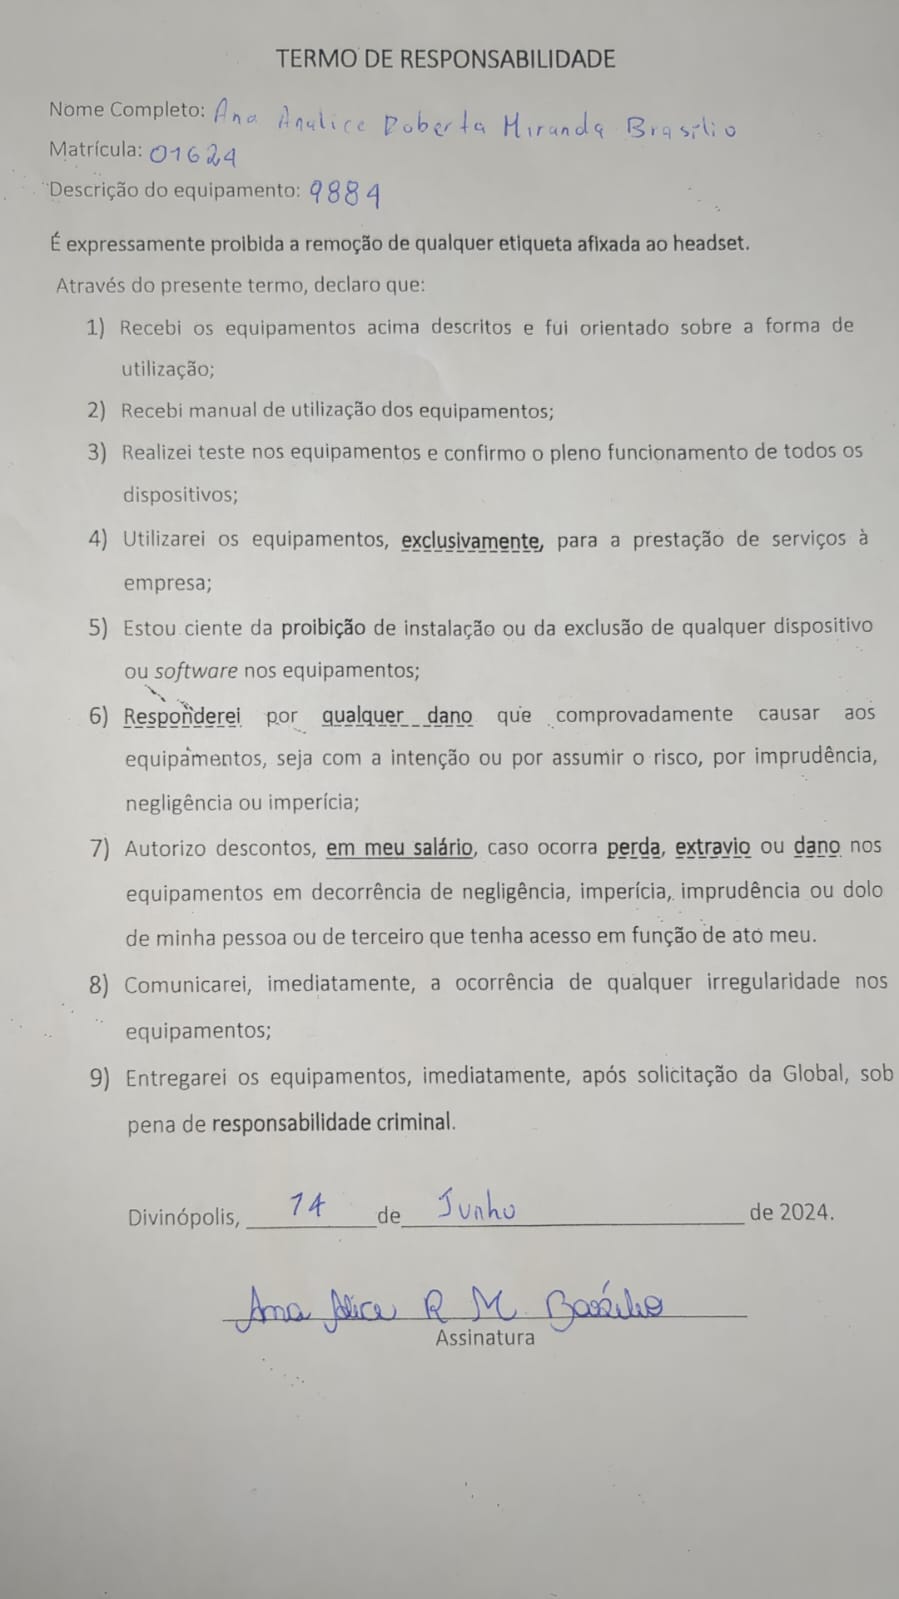 TERMO DE RESPONSABILIDADE
Nome Completo: Ana Analice Roberta Miranda Brasilio
Matrícula: 01624
Descrição do equipamento: 9884
É expressamente proibida a remoção de qualquer etiqueta afixada ao headset.
Através do presente termo, declaro que:
1) Recebi os equipamentos acima descritos e fui orientado sobre a forma de
utilização;
2) Recebi manual de utilização dos equipamentos;
3) Realizei teste nos equipamentos e confirmo o pleno funcionamento de todos os
dispositivos;
4) Utilizarei os equipamentos, exclusivamente, para a prestação de serviços à
empresa;
5) Estou ciente da proibição de instalação ou da exclusão de qualquer dispositivo
ou software nos equipamentos;
6) Responderei por qualquer dano que comprovadamente causar aos
equipamentos, seja com a intenção ou por assumir o risco, por imprudência,
negligência ou imperícia;
7) Autorizo descontos, em meu salário, caso ocorra perda, extravio ou dano nos
equipamentos em decorrência de negligência, imperícia, imprudência ou dolo
de minha pessoa ou de terceiro que tenha acesso em função de ato meu.
8) Comunicarei, imediatamente, a ocorrência de qualquer irregularidade nos
equipamentos;
9) Entregarei os equipamentos, imediatamente, após solicitação da Global, sob
pena de responsabilidade criminal.
Divinópolis, 14 de Junho de 2024.
Ana Alice R M Brasílio
Assinatura